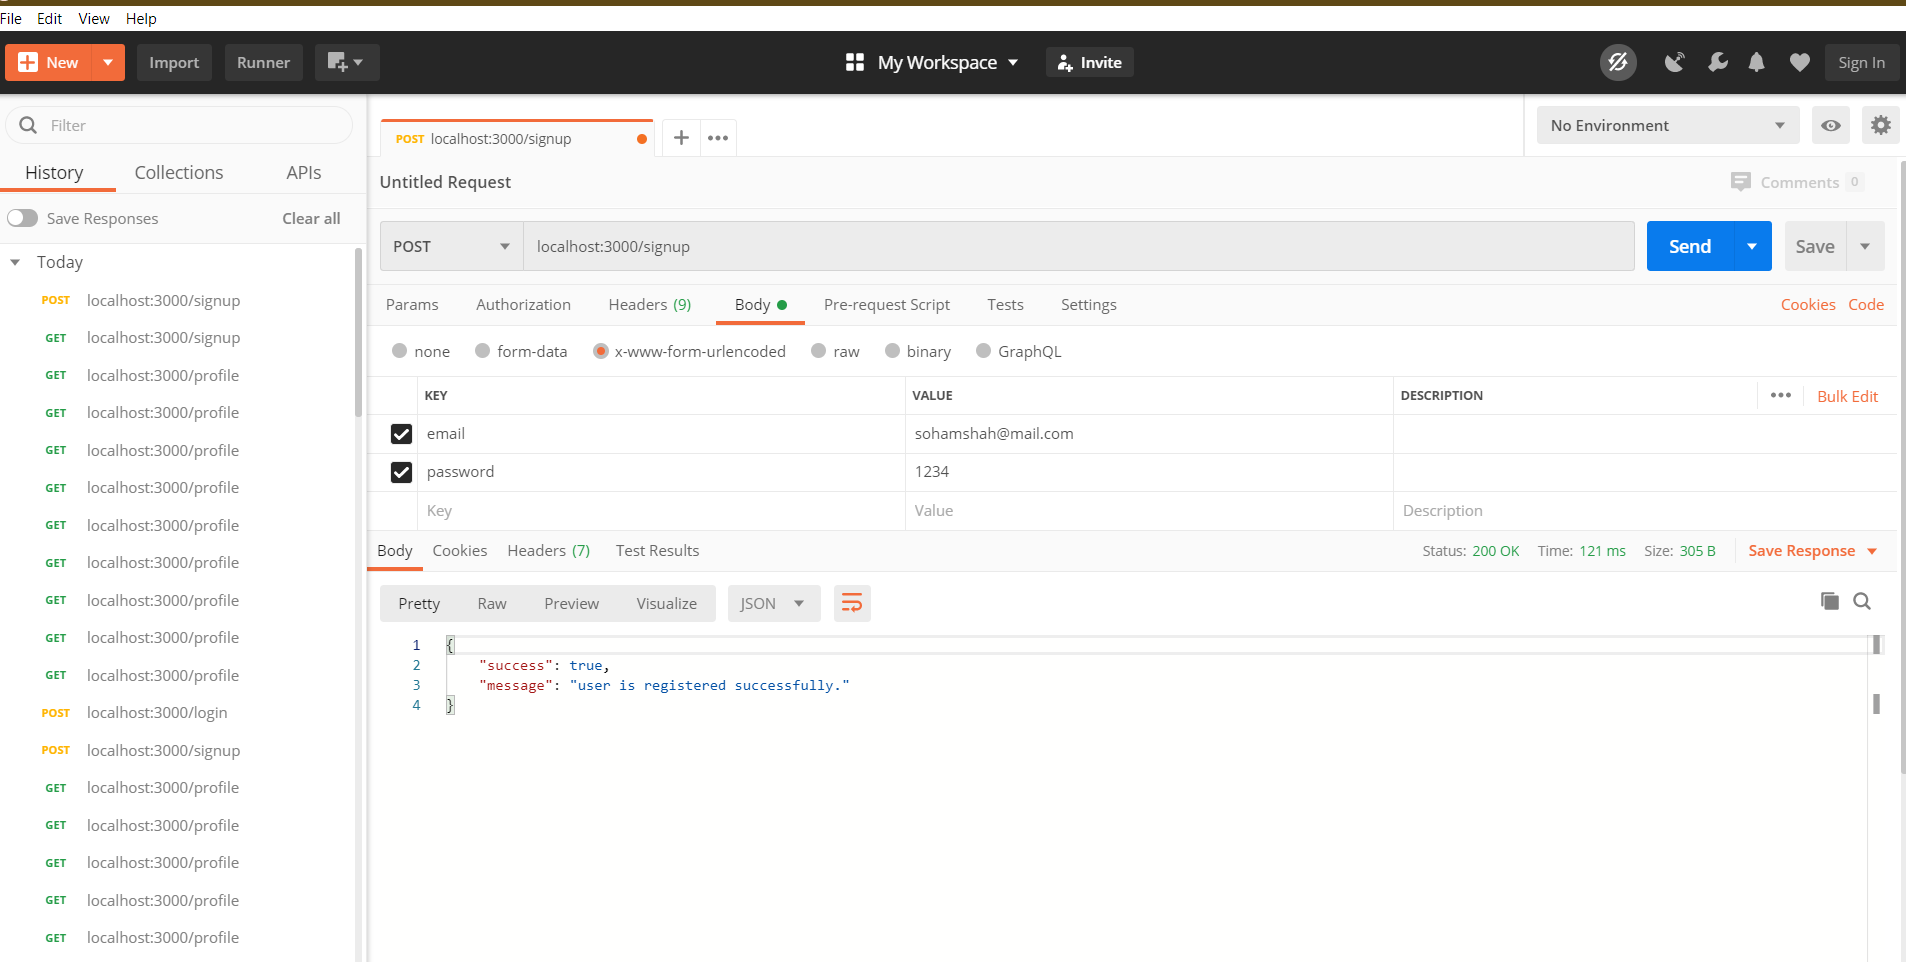 File Edit View Help
New Import Runner My Workspace Invite Sign In
Filter
History Collections APIs
Save Responses Clear all
Today
POST localhost:3000/signup
GET localhost:3000/signup
GET localhost:3000/profile
GET localhost:3000/profile
GET localhost:3000/profile
GET localhost:3000/profile
GET localhost:3000/profile
GET localhost:3000/profile
GET localhost:3000/profile
GET localhost:3000/profile
GET localhost:3000/profile
POST localhost:3000/login
POST localhost:3000/signup
GET localhost:3000/profile
GET localhost:3000/profile
GET localhost:3000/profile
GET localhost:3000/profile
GET localhost:3000/profile
POST localhost:3000/signup
No Environment
Untitled Request Comments 0
POST localhost:3000/signup Send Save
Params Authorization Headers (9) Body Pre-request Script Tests Settings Cookies Code
none form-data x-www-form-urlencoded raw binary GraphQL
KEY VALUE DESCRIPTION Bulk Edit
email sohamshah@mail.com
password 1234
Key Value Description
Body Cookies Headers (7) Test Results Status: 200 OK Time: 121 ms Size: 305 B Save Response
Pretty Raw Preview Visualize JSON
1 {
2 "success": true,
3 "message": "user is registered successfully."
4 }